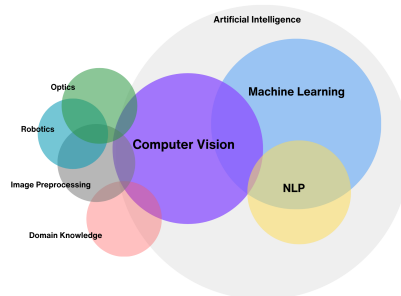 Artificial Intelligence
Optics
Machine Learning
Robotics
Computer Vision
Image Preprocessing
NLP
Domain Knowledge